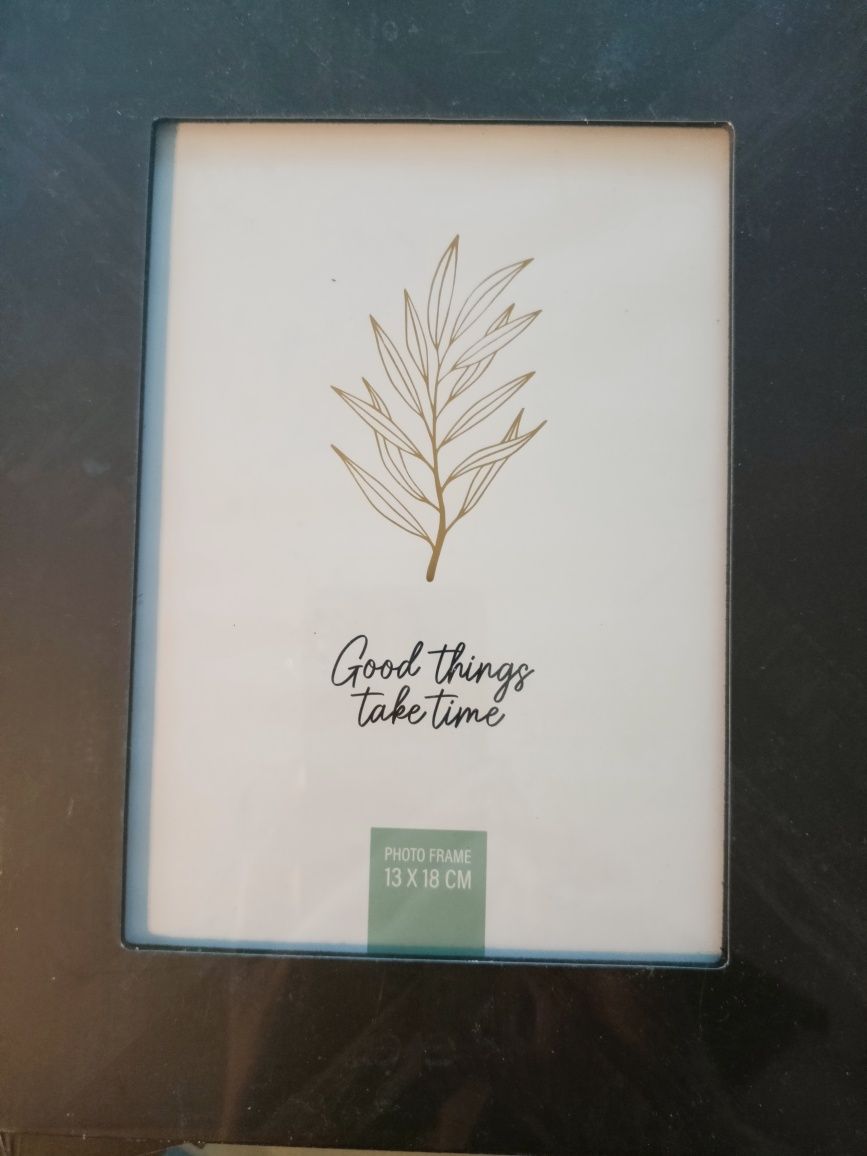 Good things
take time
PHOTO FRAME
13 X 18 CM